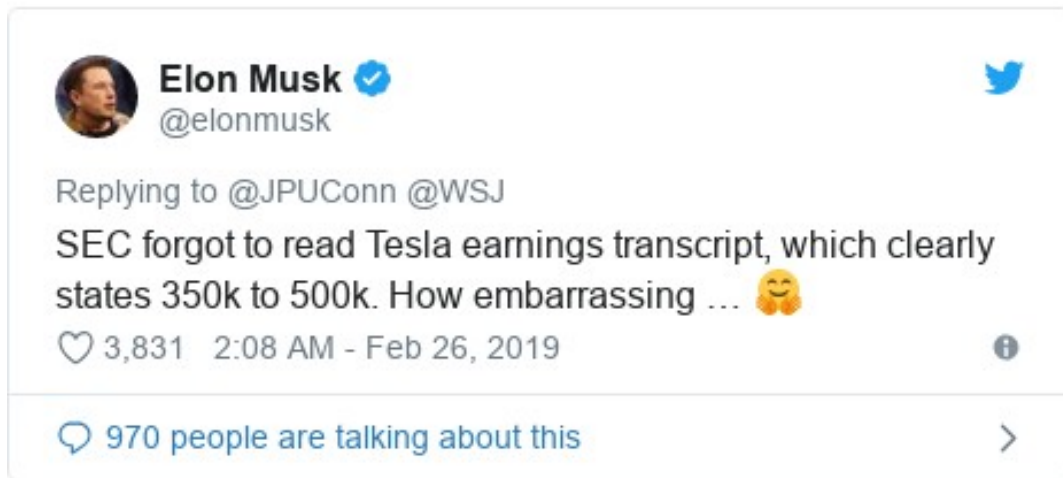 Elon Musk
@elonmusk
Replying to @JPUConn @WSJ
SEC forgot to read Tesla earnings transcript, which clearly
states 350k to 500k. How embarrassing … 🤗
3,831 2:08 AM - Feb 26, 2019
970 people are talking about this